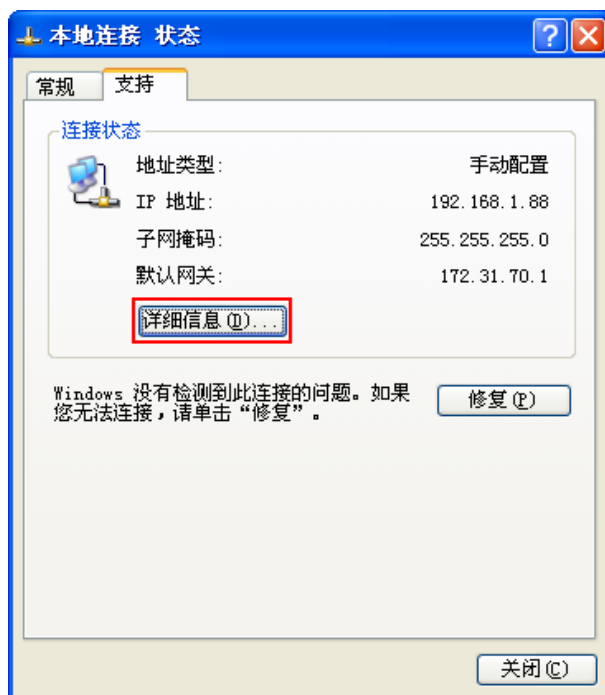 本地连接 状态
常规 支持
连接状态
地址类型: 手动配置
IP 地址: 192.168.1.88
子网掩码: 255.255.255.0
默认网关: 172.31.70.1
详细信息(D)...
Windows 没有检测到此连接的问题。如果
您无法连接，请单击“修复”。
修复(P)
关闭(C)